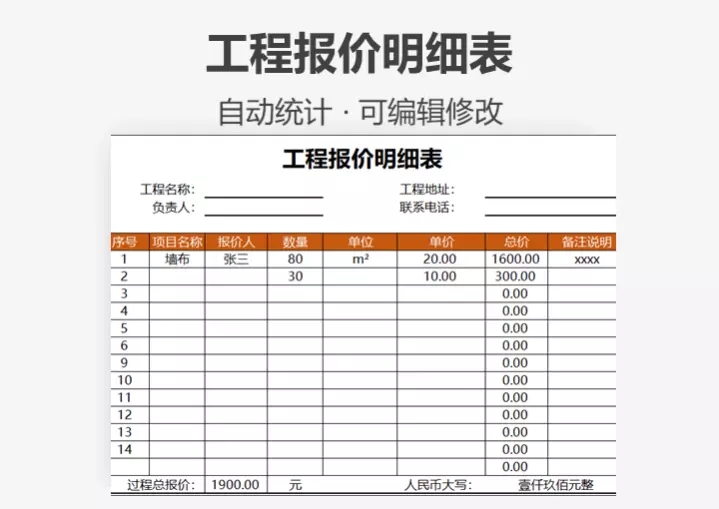 工程报价明细表
自动统计 · 可编辑修改
工程报价明细表
工程名称： 工程地址：
负责人： 联系电话：
序号 项目名称 报价人 数量 单位 单价 总价 备注说明
1 墙布 张三 80 m² 20.00 1600.00 xxxx
2 30 10.00 300.00
3 0.00
4 0.00
5 0.00
6 0.00
9 0.00
10 0.00
11 0.00
12 0.00
13 0.00
14 0.00
0.00
过程总报价： 1900.00 元 人民币大写： 壹仟玖佰元整